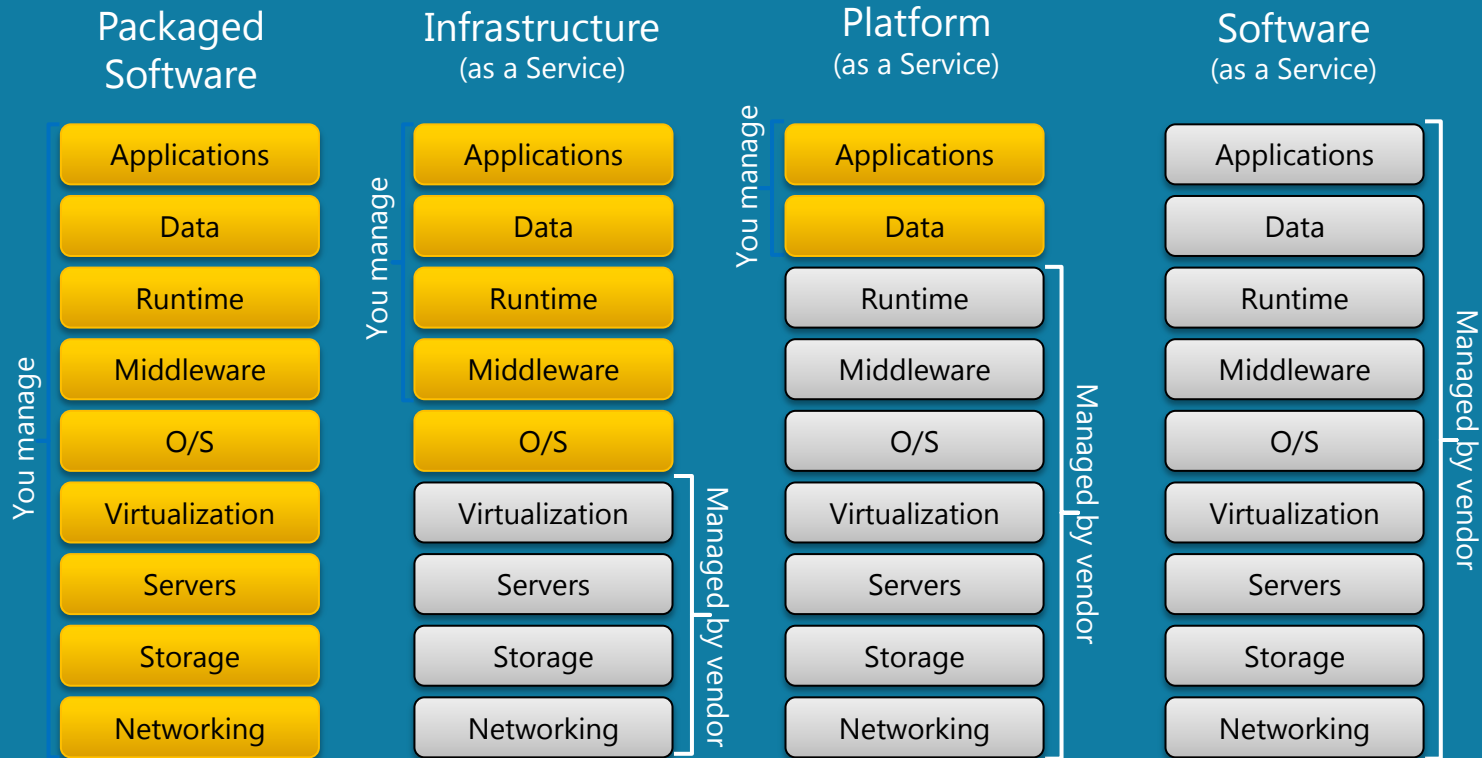 Packaged
Software
You manage
Applications
Data
Runtime
Middleware
O/S
Virtualization
Servers
Storage
Networking
Infrastructure
(as a Service)
You manage
Applications
Data
Runtime
Middleware
O/S
Virtualization
Servers
Storage
Networking
Managed by vendor
Platform
(as a Service)
You manage
Applications
Data
Runtime
Middleware
O/S
Virtualization
Servers
Storage
Networking
Managed by vendor
Software
(as a Service)
Applications
Data
Runtime
Middleware
O/S
Virtualization
Servers
Storage
Networking
Managed by vendor